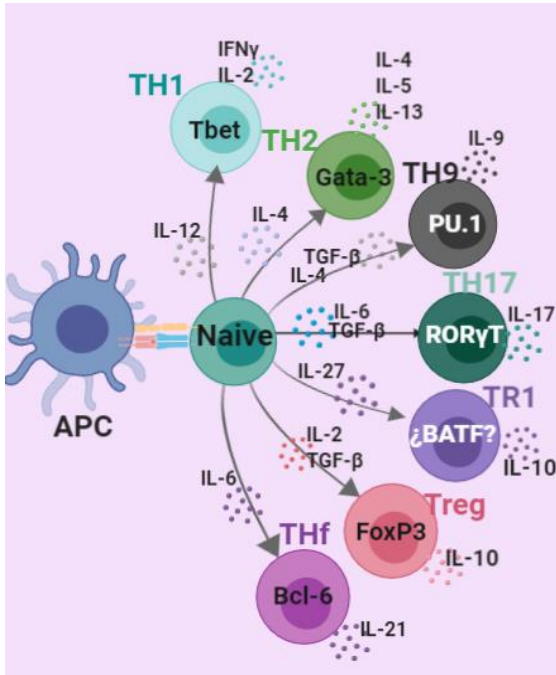 IFNγ
IL-2
TH1
Tbet
IL-4
IL-5
IL-13
TH2
Gata-3
IL-9
TH9
PU.1
IL-12
IL-4
TGF-β
IL-4
TH17
IL-6
TGF-β
RORγT
IL-17
Naive
APC
IL-27
TR1
¿BATF?
IL-10
IL-2
TGF-β
Treg
FoxP3
IL-10
IL-6
THf
Bcl-6
IL-21